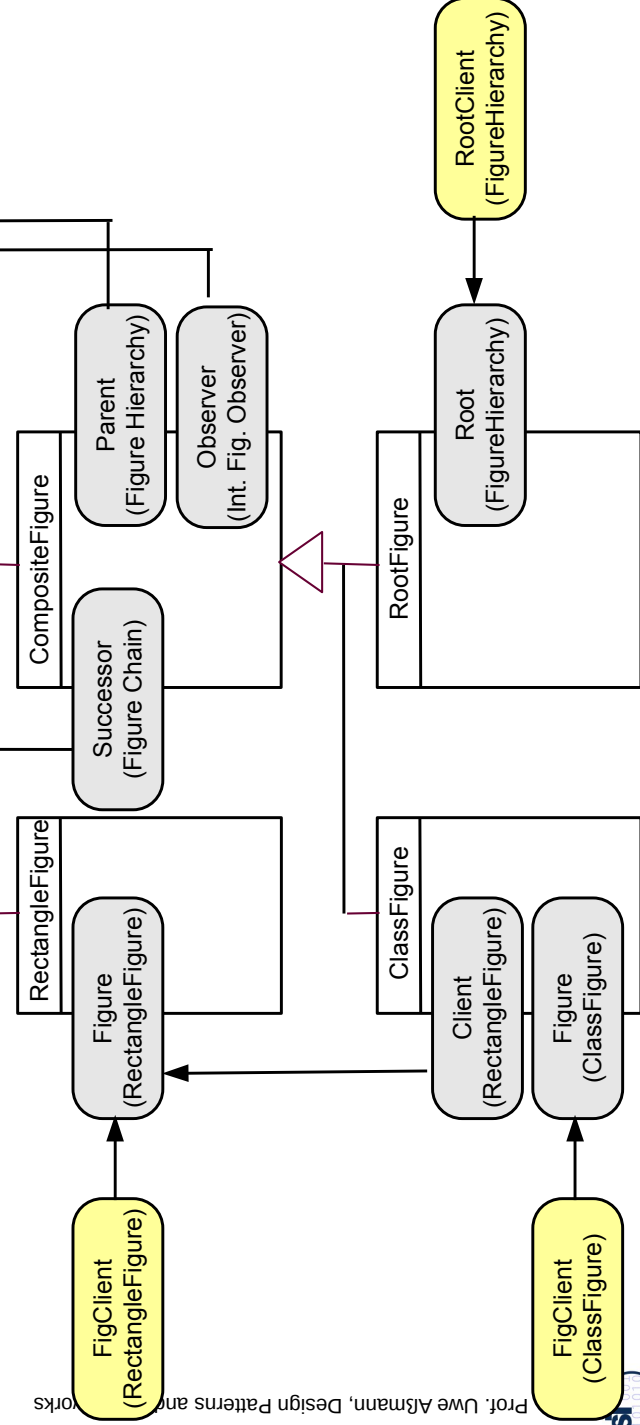 FigClient
(RectangleFigure)
Figure
(RectangleFigure)
RectangleFigure
Successor
(Figure Chain)
CompositeFigure
Parent
(Figure Hierarchy)
Observer
(Int. Fig. Observer)
FigClient
(ClassFigure)
Client
(RectangleFigure)
Figure
(ClassFigure)
ClassFigure
RootFigure
Root
(FigureHierarchy)
RootClient
(FigureHierarchy)
Prof. Uwe Aßmann, Design Patterns and